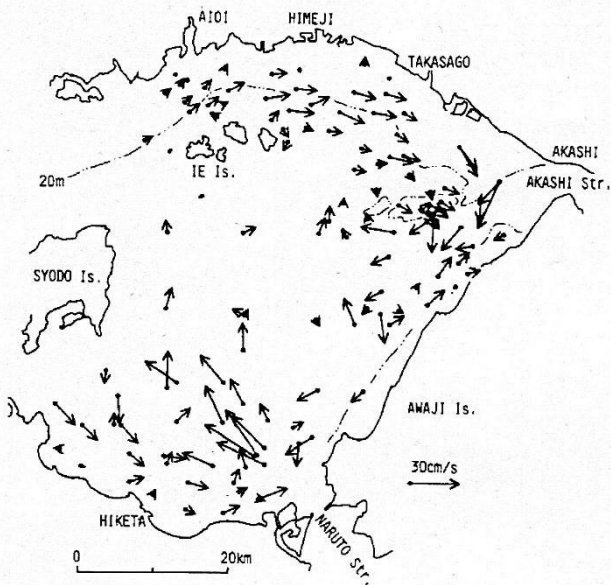 AIOI
HIMEJI
TAKASAGO
AKASHI
AKASHI Str.
IE Is.
20m
SYODO Is.
AWAJI Is.
30cm/s
HIKETA
NARUTO Str.
0 20km